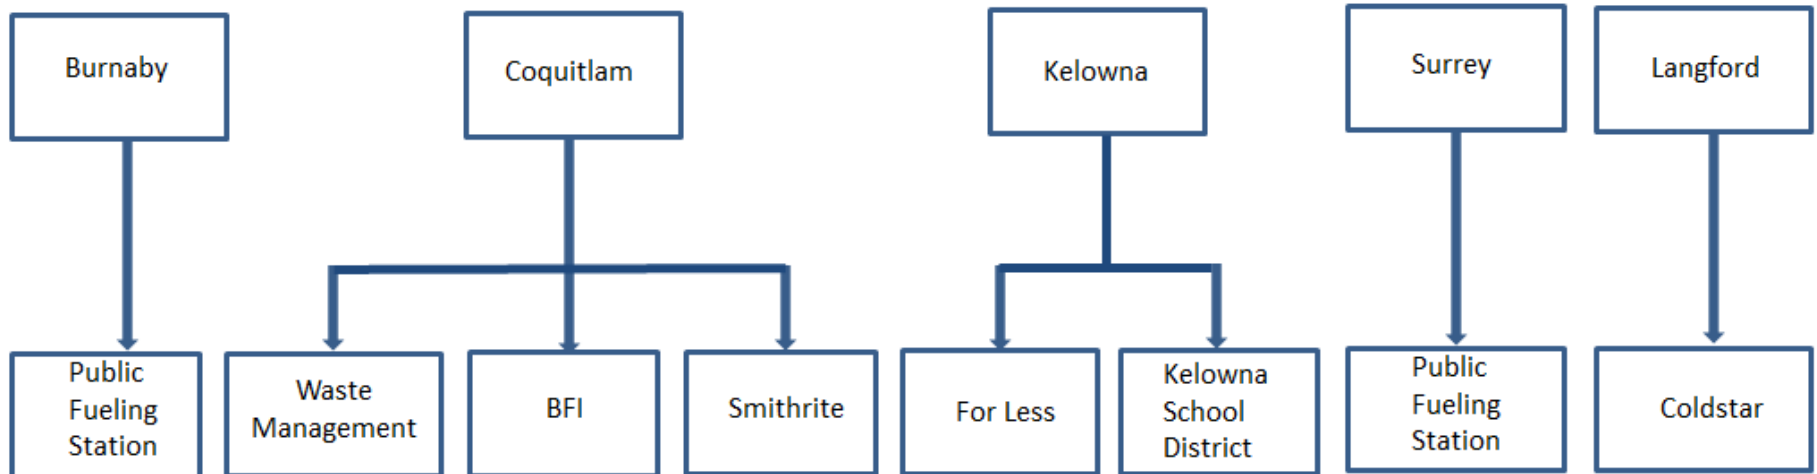 Burnaby
Coquitlam
Kelowna
Surrey
Langford
Public
Fueling
Station
Waste
Management
BFI
Smithrite
For Less
Kelowna
School
District
Public
Fueling
Station
Coldstar